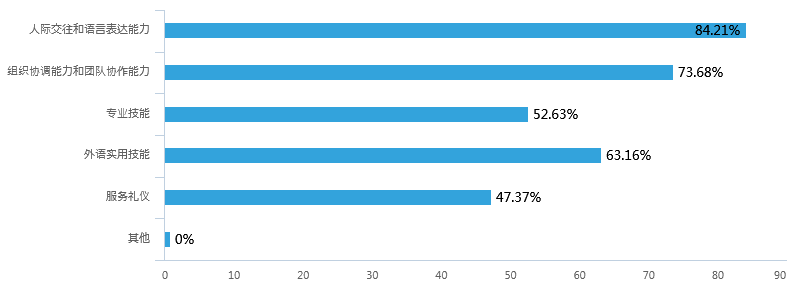 人际交往和语言表达能力
84.21%
组织协调能力和团队协作能力
73.68%
专业技能
52.63%
外语实用技能
63.16%
服务礼仪
47.37%
其他
0%
0 10 20 30 40 50 60 70 80 90